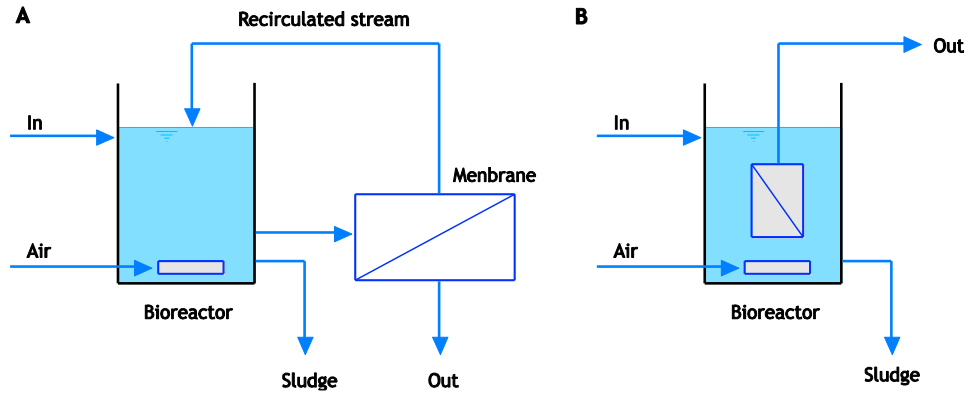 A
Recirculated stream
In
Menbrane
Air
Bioreactor
Sludge
Out
B
Out
In
Air
Bioreactor
Sludge